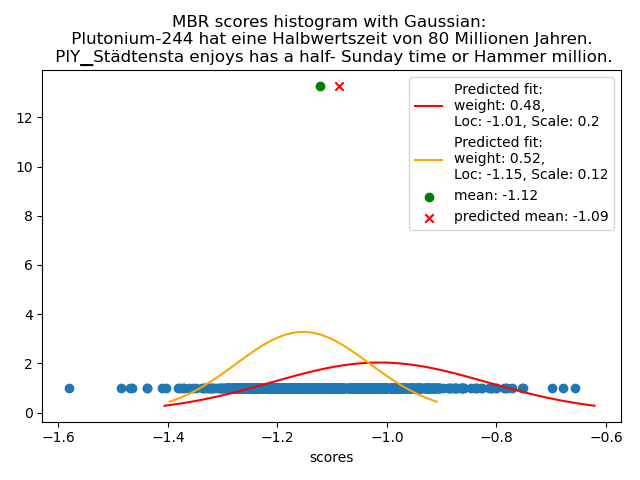 MBR scores histogram with Gaussian:
Plutonium-244 hat eine Halbwertszeit von 80 Millionen Jahren.
PIY▁Städtensta enjoys has a half- Sunday time or Hammer million.
Predicted fit:
weight: 0.48,
Loc: -1.01, Scale: 0.2
Predicted fit:
weight: 0.52,
Loc: -1.15, Scale: 0.12
mean: -1.12
predicted mean: -1.09
12
10
8
6
4
2
0
−1.6 −1.4 −1.2 −1.0 −0.8 −0.6
scores